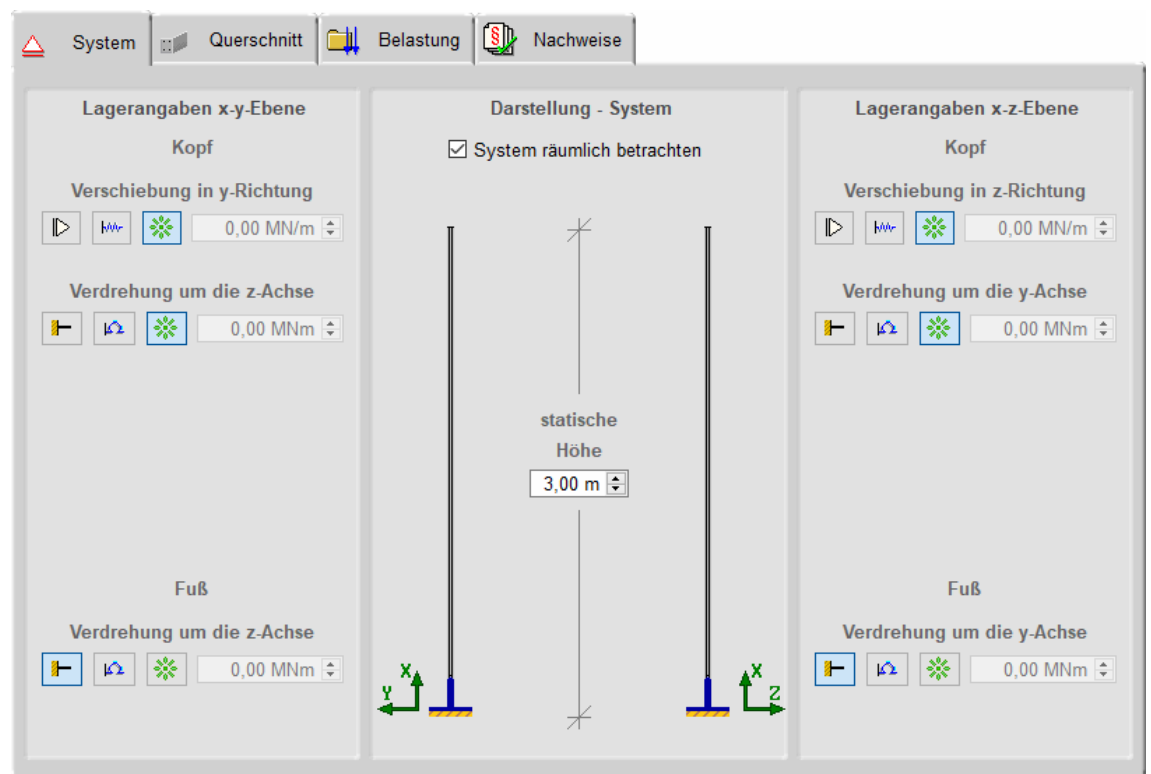 System
Querschnitt
Belastung
Nachweise
Lagerangaben x-y-Ebene
Kopf
Verschiebung in y-Richtung
0,00 MN/m
Verdrehung um die z-Achse
0,00 MNm
Fuß
Verdrehung um die z-Achse
0,00 MNm
Darstellung - System
System räumlich betrachten
statische
Höhe
3,00 m
X
Y
X
Z
Lagerangaben x-z-Ebene
Kopf
Verschiebung in z-Richtung
0,00 MN/m
Verdrehung um die y-Achse
0,00 MNm
Fuß
Verdrehung um die y-Achse
0,00 MNm